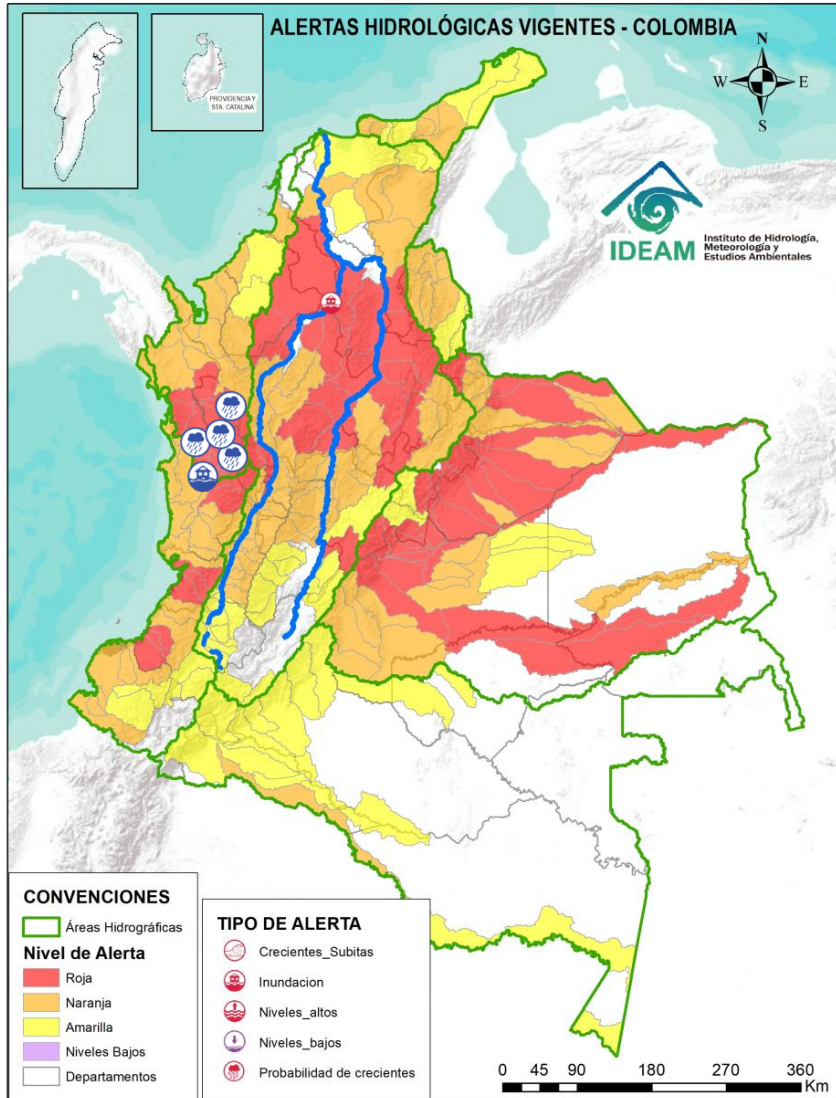 ALERTAS HIDROLÓGICAS VIGENTES - COLOMBIA
PROVIDENCIA Y
STA. CATALINA
N
W
E
S
IDEAM
Instituto de Hidrología,
Meteorología y
Estudios Ambientales
CONVENCIONES
Áreas Hidrográficas
Nivel de Alerta
Roja
Naranja
Amarilla
Niveles Bajos
Departamentos
TIPO DE ALERTA
Crecientes_Subitas
Inundacion
Niveles_altos
Niveles_bajos
Probabilidad de crecientes
0 45 90 180 270 360
Km